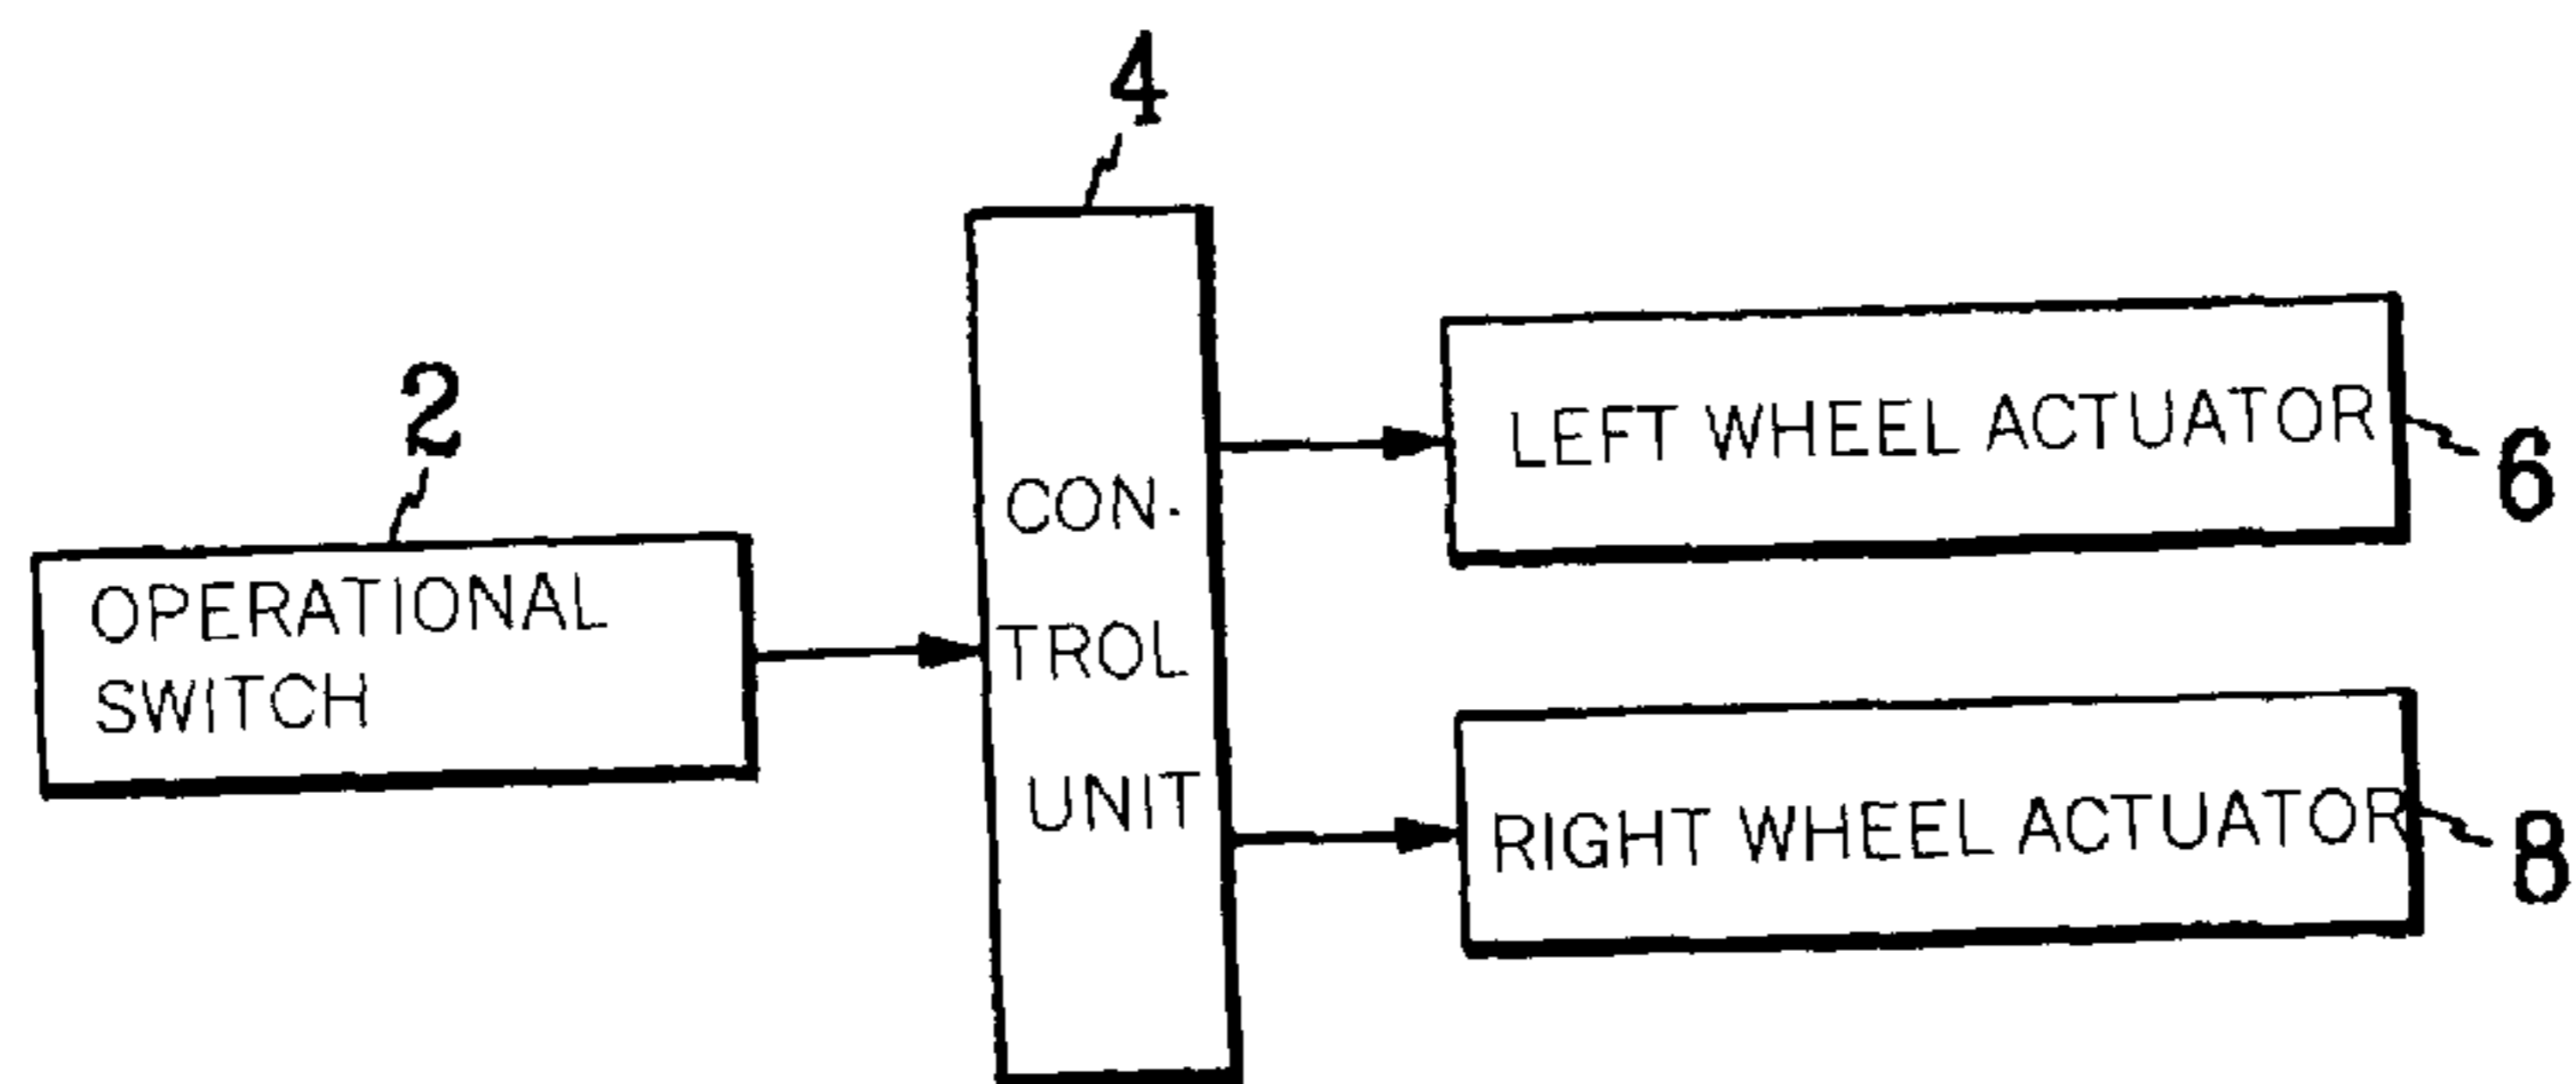 4
2
OPERATIONAL
SWITCH
CON-
TROL
UNIT
LEFT WHEEL ACTUATOR
6
RIGHT WHEEL ACTUATOR
8